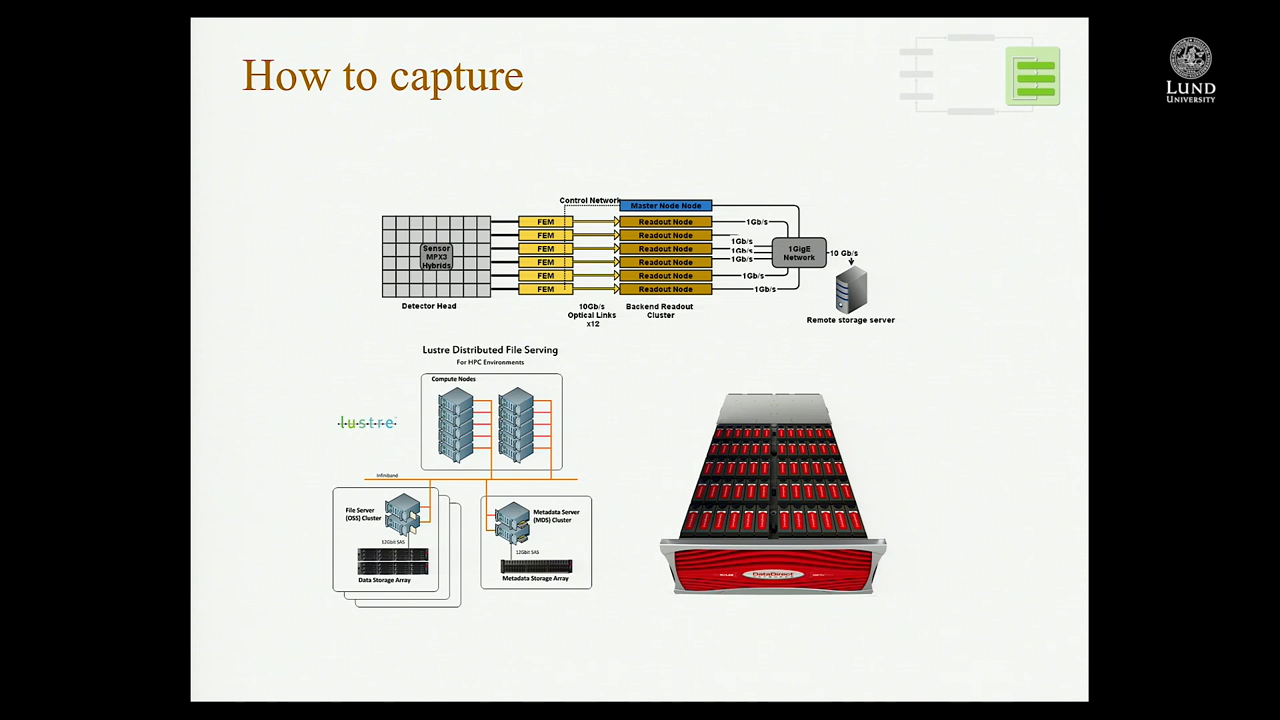 How to capture
LUND
UNIVERSITY
Control Network
Master Node Node
FEM
Readout Node
1Gb/s
FEM
Readout Node
1Gb/s
FEM
Readout Node
1Gb/s
FEM
Readout Node
1Gb/s
FEM
Readout Node
1Gb/s
FEM
Readout Node
1Gb/s
Sensor
MPX3
Hybrids
1GigE
Network
10 Gb/s
Detector Head
10Gb/s
Optical Links
x12
Backend Readout
Cluster
Remote storage server
Lustre Distributed File Serving
For HPC Environments
Compute Nodes
lustre
Infiniband
File Server
(OSS) Cluster
12Gbit SAS
Data Storage Array
Metadata Server
(MDS) Cluster
12Gbit SAS
Metadata Storage Array
DataDirect